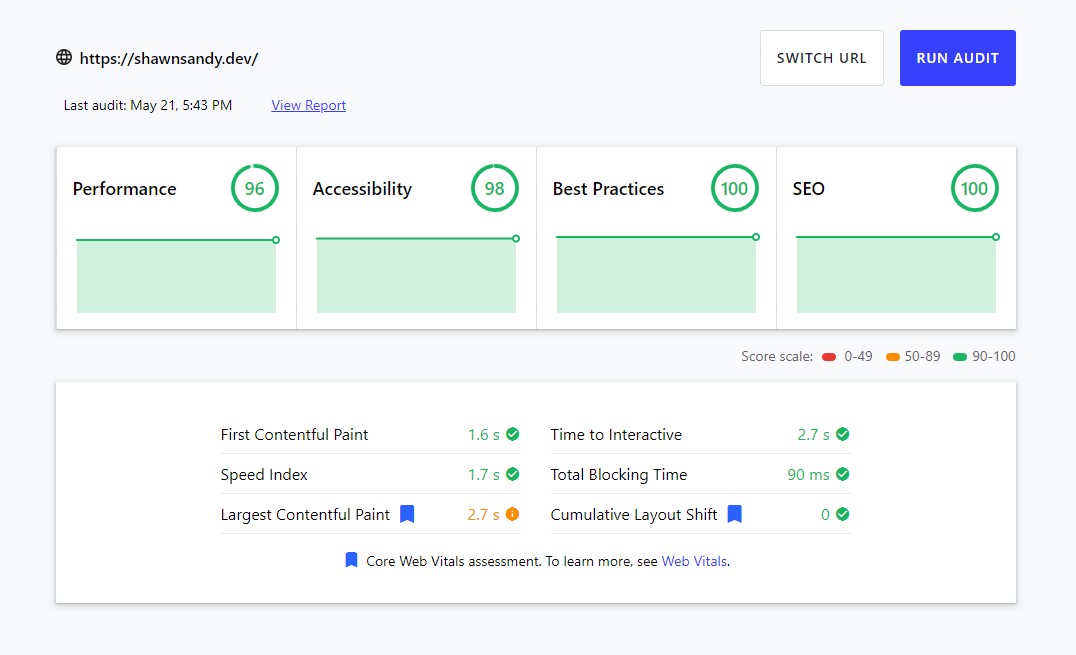 https://shawnsandy.dev/
SWITCH URL
RUN AUDIT
Last audit: May 21, 5:43 PM
View Report
Performance 96
Accessibility 98
Best Practices 100
SEO 100
Score scale: 0-49 50-89 90-100
First Contentful Paint 1.6 s
Time to Interactive 2.7 s
Speed Index 1.7 s
Total Blocking Time 90 ms
Largest Contentful Paint 2.7 s
Cumulative Layout Shift 0
Core Web Vitals assessment. To learn more, see Web Vitals.